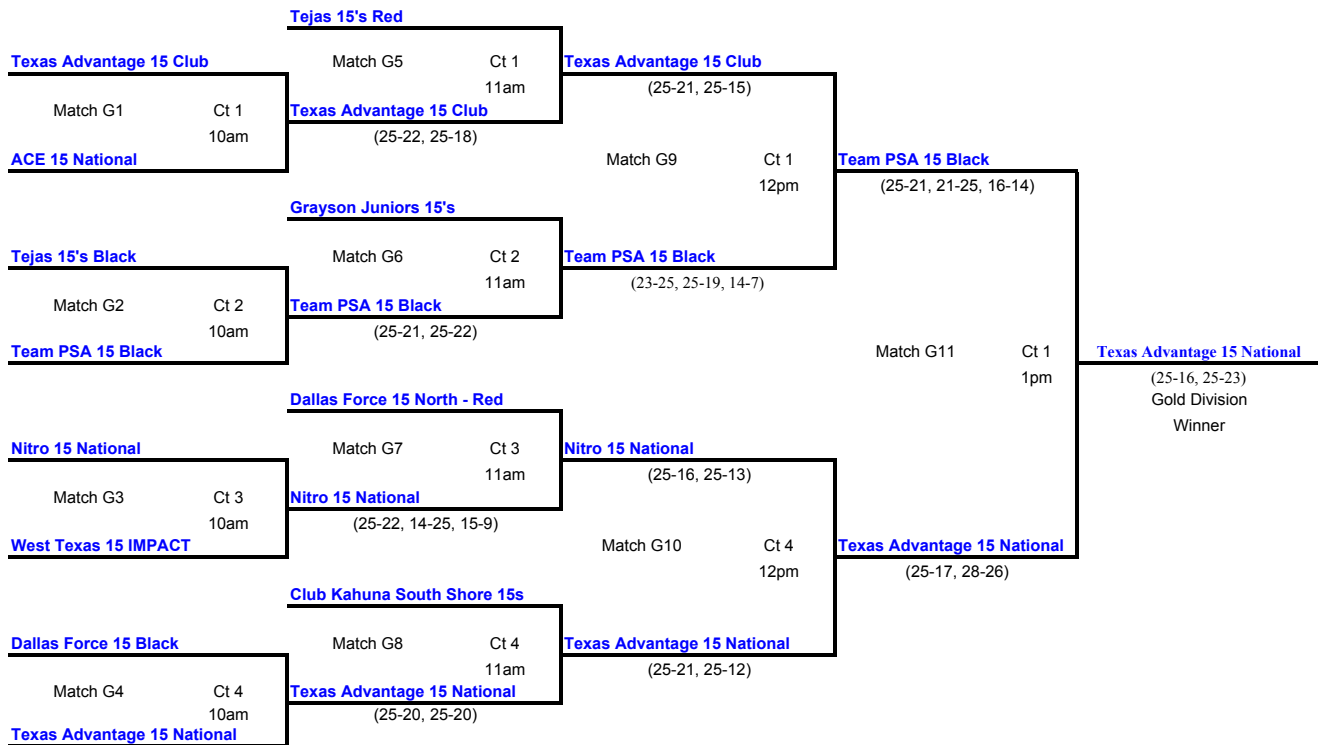 Tejas 15's Red
Texas Advantage 15 Club
Match G5 Ct 1
Texas Advantage 15 Club
11am
(25-21, 25-15)
Match G1 Ct 1
Texas Advantage 15 Club
10am
(25-22, 25-18)
ACE 15 National
Match G9 Ct 1
Team PSA 15 Black
12pm
(25-21, 21-25, 16-14)
Grayson Juniors 15's
Tejas 15's Black
Match G6 Ct 2
Team PSA 15 Black
11am
(23-25, 25-19, 14-7)
Match G2 Ct 2
Team PSA 15 Black
10am
(25-21, 25-22)
Team PSA 15 Black
Match G11 Ct 1
Texas Advantage 15 National
1pm
(25-16, 25-23)
Gold Division
Winner
Dallas Force 15 North - Red
Nitro 15 National
Match G7 Ct 3
Nitro 15 National
11am
(25-16, 25-13)
Match G3 Ct 3
Nitro 15 National
10am
(25-22, 14-25, 15-9)
West Texas 15 IMPACT
Match G10 Ct 4
Texas Advantage 15 National
12pm
(25-17, 28-26)
Club Kahuna South Shore 15s
Dallas Force 15 Black
Match G8 Ct 4
Texas Advantage 15 National
11am
(25-21, 25-12)
Match G4 Ct 4
Texas Advantage 15 National
10am
(25-20, 25-20)
Texas Advantage 15 National